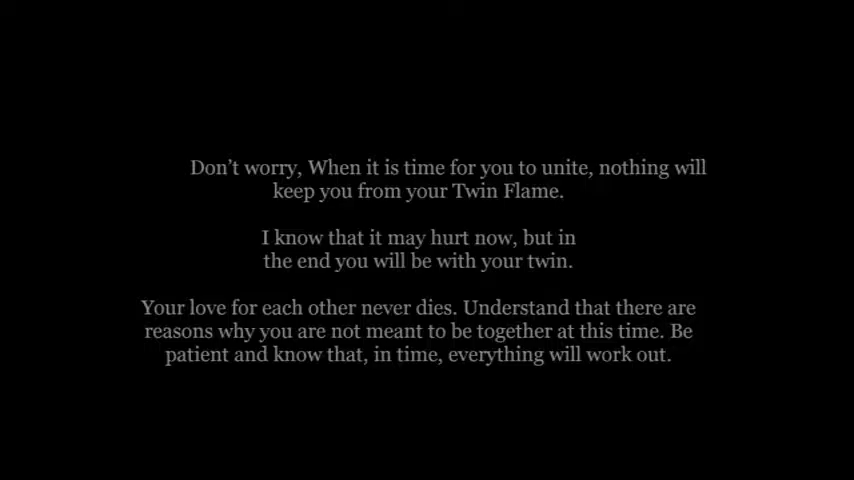 Don't worry, When it is time for you to unite, nothing will
keep you from your Twin Flame.
I know that it may hurt now, but in
the end you will be with your twin.
Your love for each other never dies. Understand that there are
reasons why you are not meant to be together at this time. Be
patient and know that, in time, everything will work out.